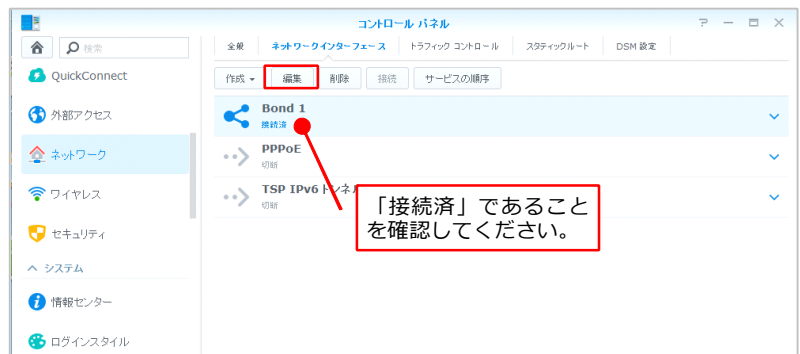 コントロール パネル
検索
全般 ネットワークインターフェース トラフィック コントロール スタティックルート DSM 設定
QuickConnect
作成 編集 削除 接続 サービスの順序
外部アクセス
Bond 1
接続済
ネットワーク
PPPoE
切断
ワイヤレス
TSP IPv6 トンネル
切断
「接続済」であること
を確認してください。
セキュリティ
システム
情報センター
ログインスタイル